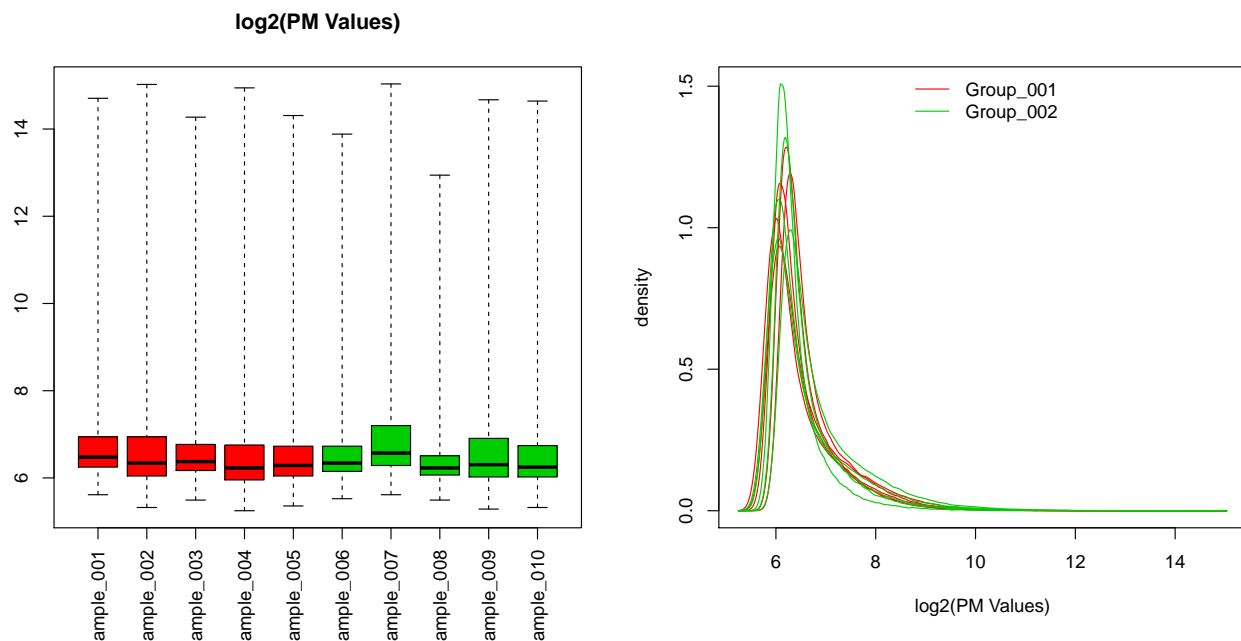 log2(PM Values)
14
12
10
8
6
ample_001
ample_002
ample_003
ample_004
ample_005
ample_006
ample_007
ample_008
ample_009
ample_010
1.5
1.0
0.5
0.0
density
Group_001
Group_002
6 8 10 12 14
log2(PM Values)